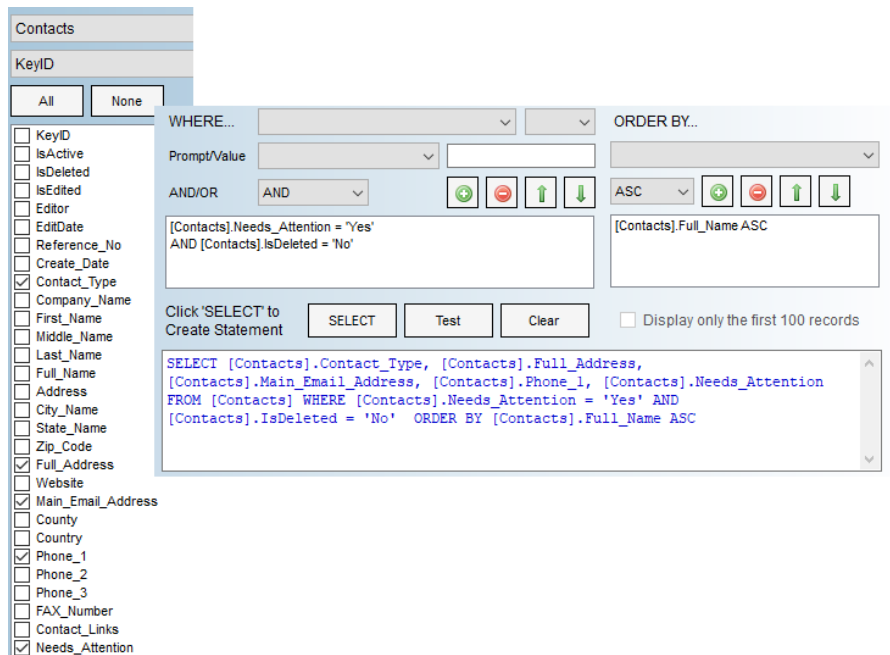 Contacts
KeyID
All None
KeyID
IsActive
IsDeleted
IsEdited
Editor
EditDate
Reference_No
Create_Date
Contact_Type
Company_Name
First_Name
Middle_Name
Last_Name
Full_Name
Address
City_Name
State_Name
Zip_Code
Full_Address
Website
Main_Email_Address
County
Country
Phone_1
Phone_2
Phone_3
FAX_Number
Contact_Links
Needs_Attention
WHERE...
Prompt/Value
AND/OR AND
[Contacts].Needs_Attention = 'Yes'
AND [Contacts].IsDeleted = 'No'
ORDER BY...
ASC
[Contacts].Full_Name ASC
Click 'SELECT' to
Create Statement
SELECT Test Clear
Display only the first 100 records
SELECT [Contacts].Contact_Type, [Contacts].Full_Address,
[Contacts].Main_Email_Address, [Contacts].Phone_1, [Contacts].Needs_Attention
FROM [Contacts] WHERE [Contacts].Needs_Attention = 'Yes' AND
[Contacts].IsDeleted = 'No'  ORDER BY [Contacts].Full_Name ASC